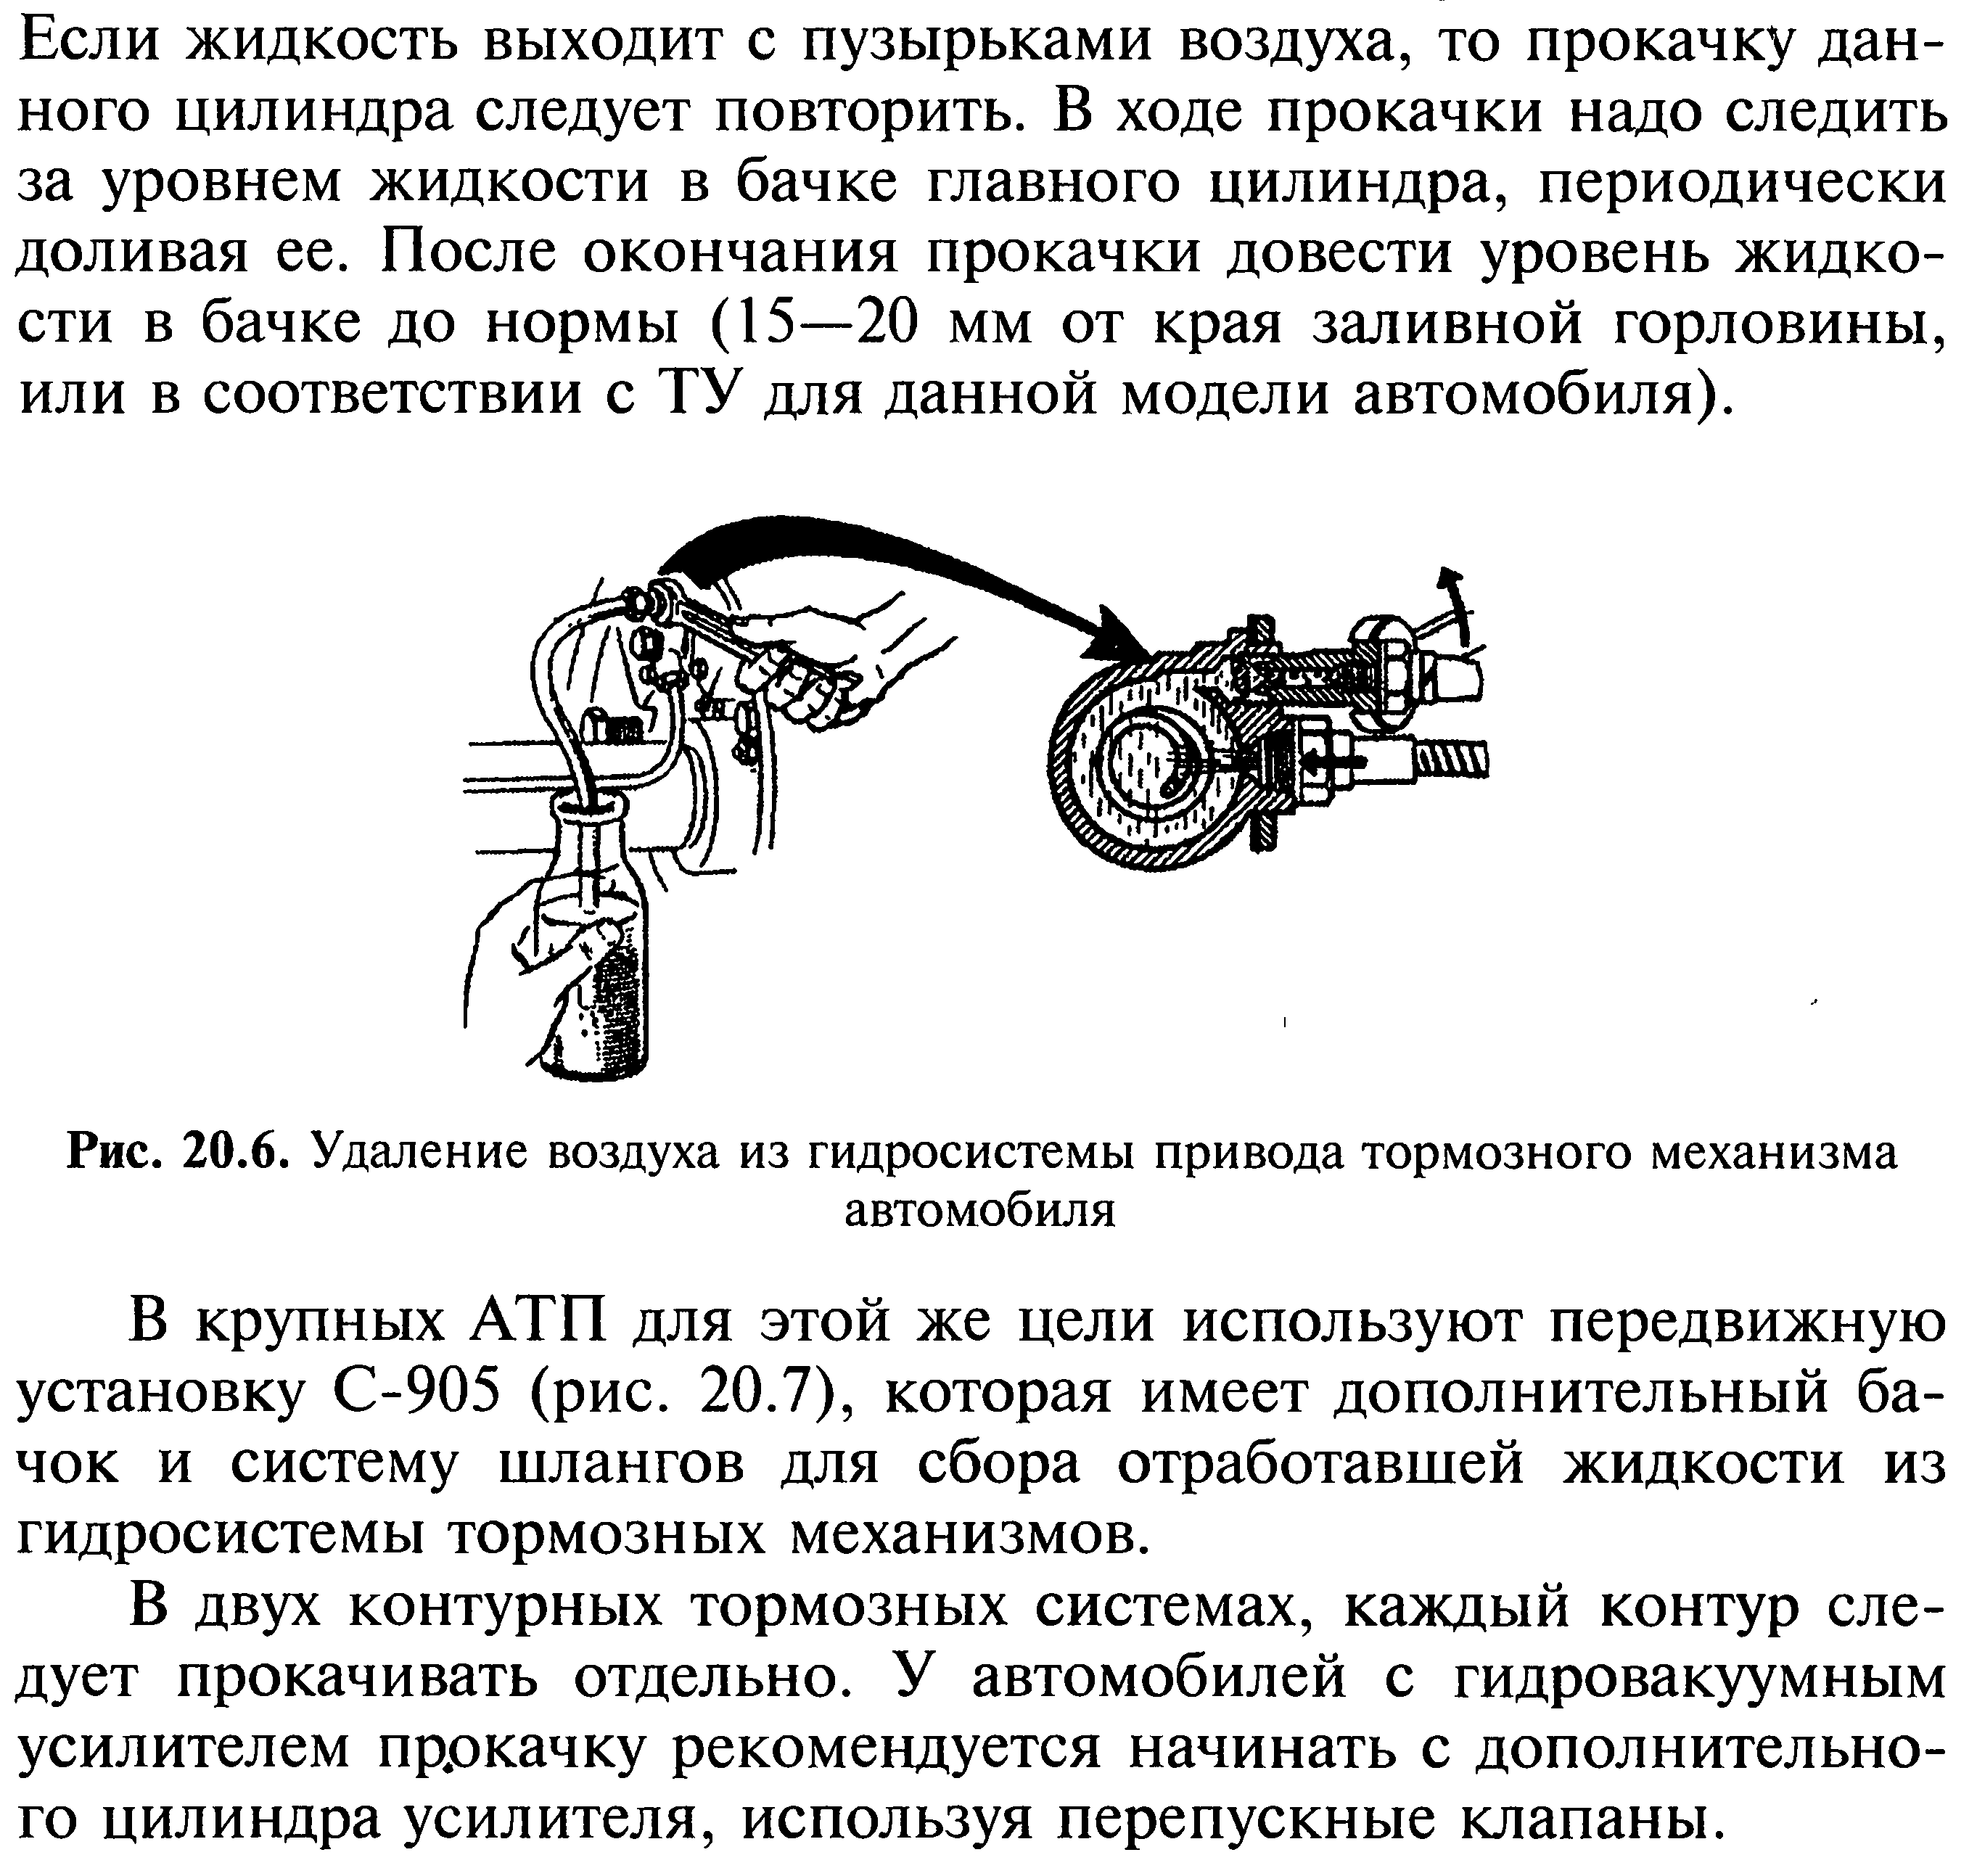 Если жидкость выходит с пузырьками воздуха, то прокачку дан-
ного цилиндра следует повторить. В ходе прокачки надо следить
за уровнем жидкости в бачке главного цилиндра, периодически
доливая ее. После окончания прокачки довести уровень жидко-
сти в бачке до нормы (15—20 мм от края заливной горловины,
или в соответствии с ТУ для данной модели автомобиля).
Рис. 20.6. Удаление воздуха из гидросистемы привода тормозного механизма
автомобиля
В крупных АТП для этой же цели используют передвижную
установку С-905 (рис. 20.7), которая имеет дополнительный ба-
чок и систему шлангов для сбора отработавшей жидкости из
гидросистемы тормозных механизмов.
В двух контурных тормозных системах, каждый контур сле-
дует прокачивать отдельно. У автомобилей с гидровакуумным
усилителем прокачку рекомендуется начинать с дополнительно-
го цилиндра усилителя, используя перепускные клапаны.